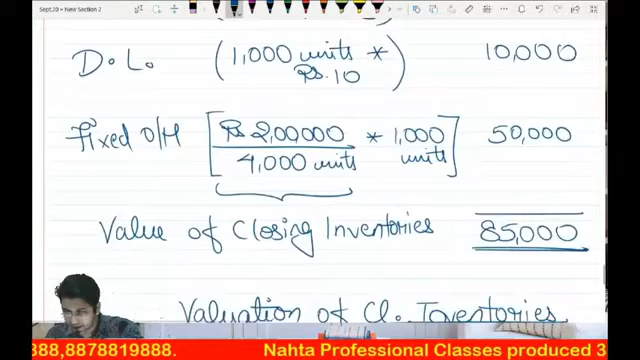 Sept.20 • New Section 2
D.L. (1,000 units * Rs. 10) 10,000
Fixed O/H [Rs 2,00000 / 4,000 units * 1,000 units] 50,000
Value of Closing Inventories 85,000
Valuation of Cl. Inventories
388,8878819888. Nahta Professional Classes produced 3